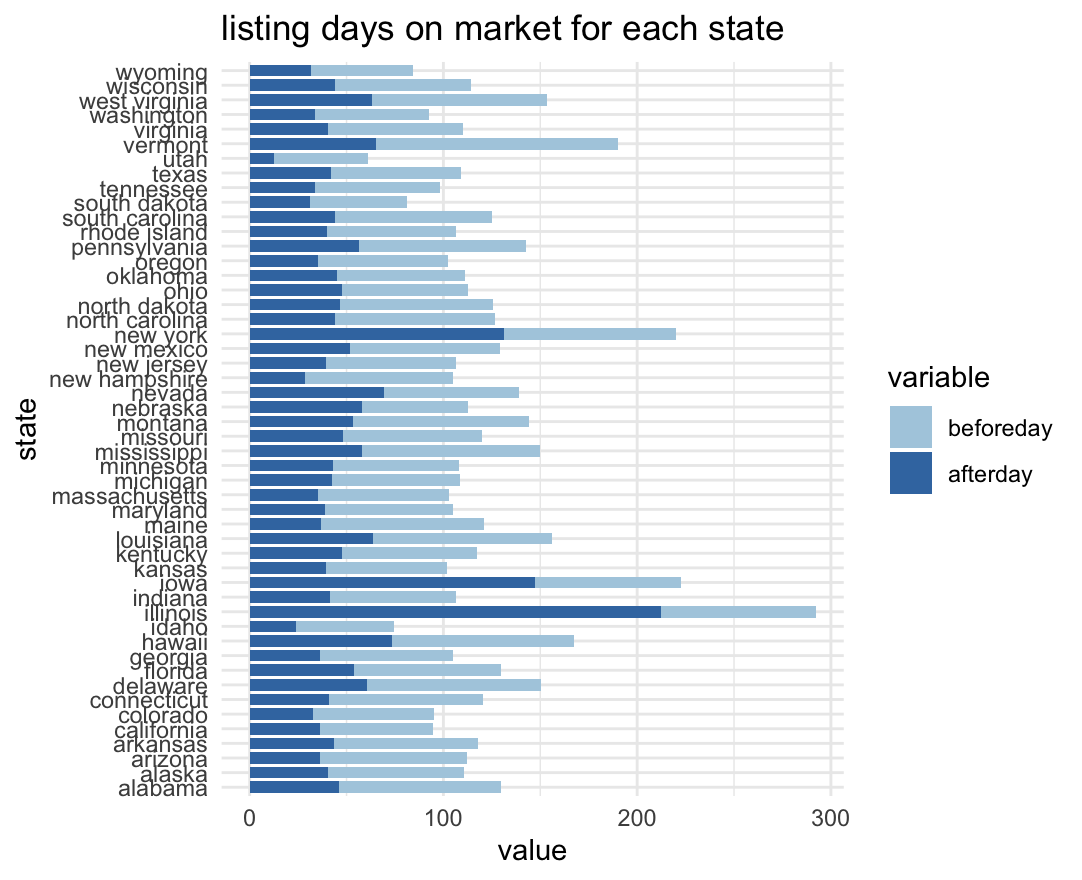 listing days on market for each state
wyoming
wisconsin
west virginia
washington
virginia
vermont
utah
texas
tennessee
south dakota
south carolina
rhode island
pennsylvania
oregon
oklahoma
ohio
north dakota
north carolina
new york
new mexico
new jersey
new hampshire
nevada
nebraska
montana
missouri
mississippi
minnesota
michigan
massachusetts
maryland
maine
louisiana
kentucky
kansas
iowa
indiana
illinois
idaho
hawaii
georgia
florida
delaware
connecticut
colorado
california
arkansas
arizona
alaska
alabama
state
0 100 200 300
value
variable
beforeday
afterday